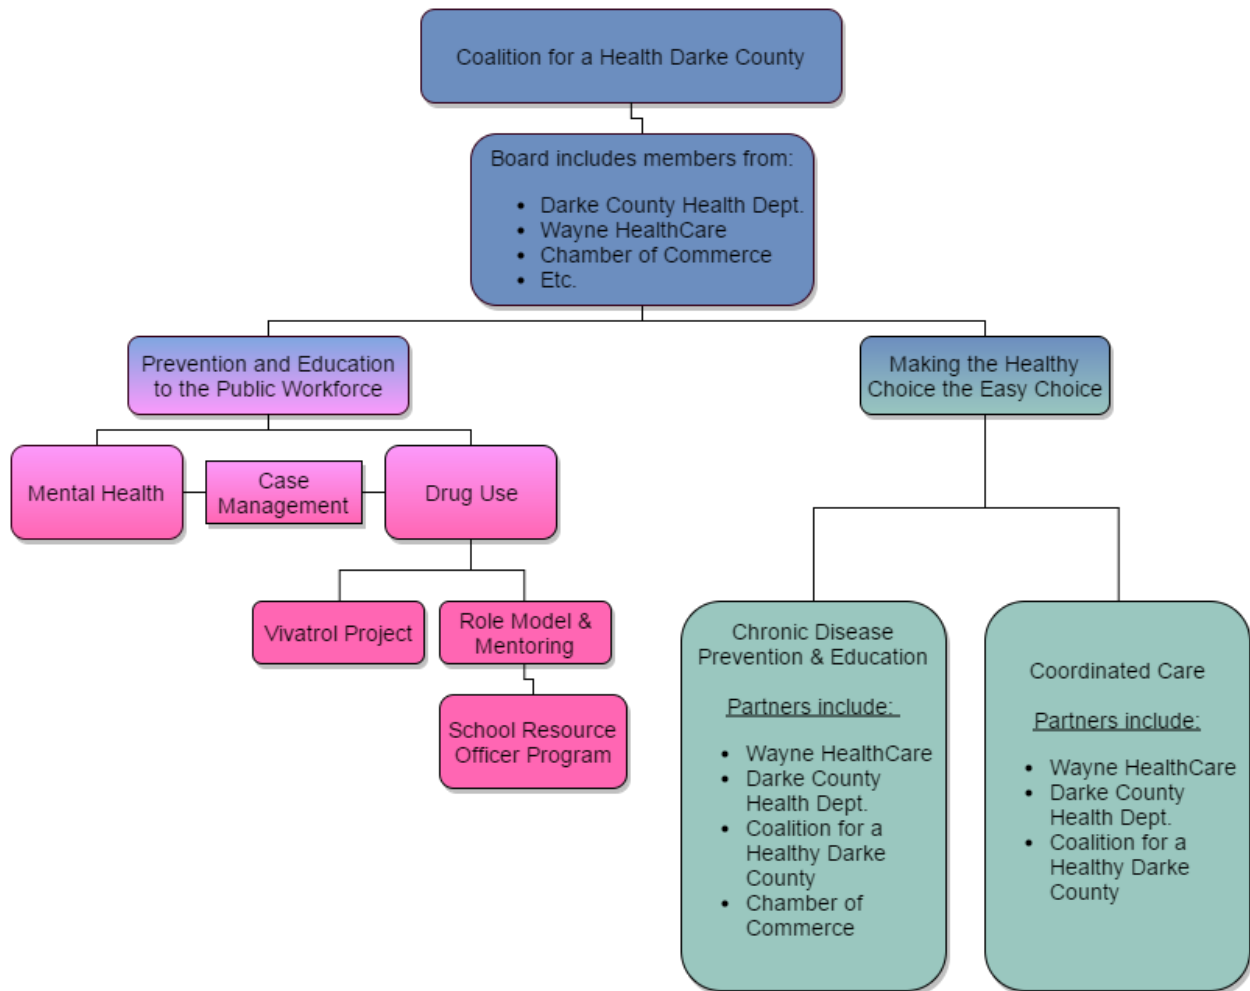 Coalition for a Health Darke County
Board includes members from:
• Darke County Health Dept.
• Wayne HealthCare
• Chamber of Commerce
• Etc.
Prevention and Education
to the Public Workforce
Making the Healthy
Choice the Easy Choice
Mental Health
Case
Management
Drug Use
Vivatrol Project
Role Model &
Mentoring
School Resource
Officer Program
Chronic Disease
Prevention & Education
Partners include:
• Wayne HealthCare
• Darke County
Health Dept.
• Coalition for a
Healthy Darke
County
• Chamber of
Commerce
Coordinated Care
Partners include:
• Wayne HealthCare
• Darke County
Health Dept.
• Coalition for a
Healthy Darke
County